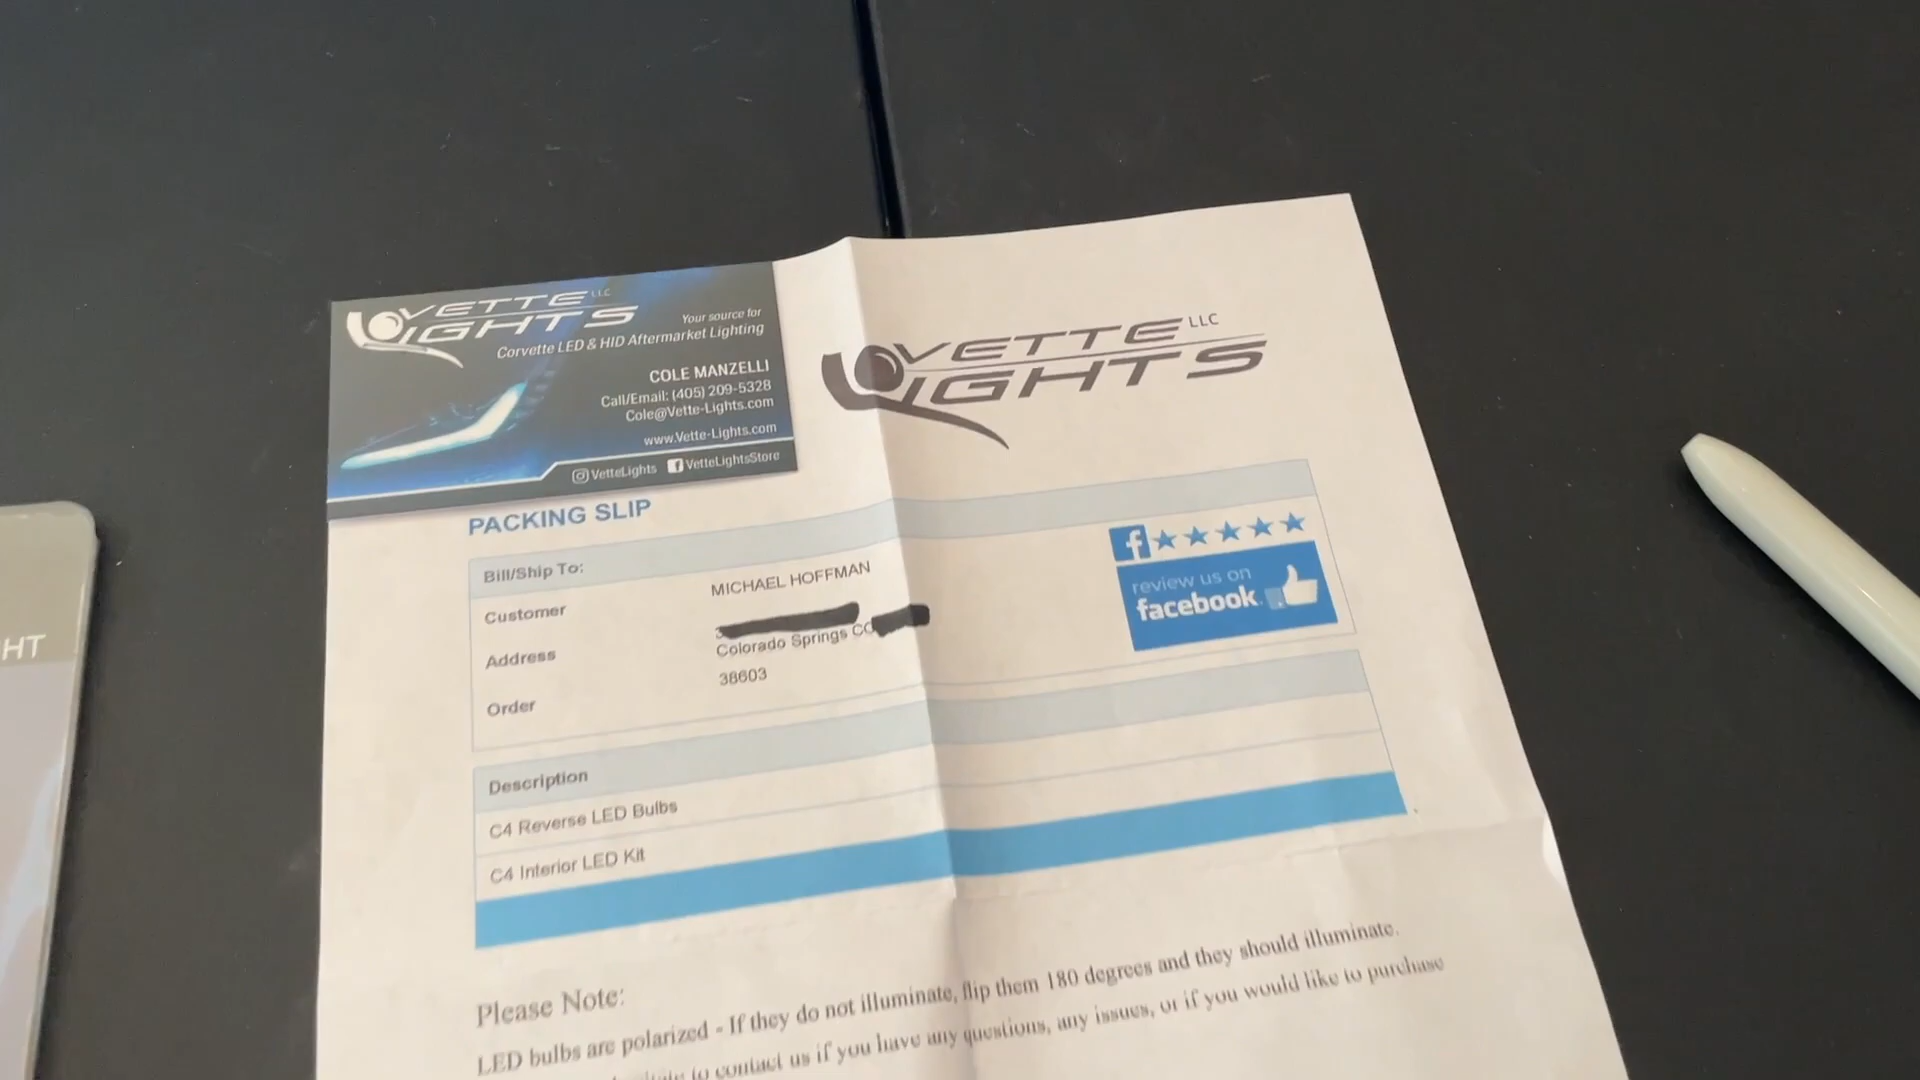 VETTE LLC
LIGHTS
Your source for
Corvette LED & HID Aftermarket Lighting
COLE MANZELLI
Call/Email: (405) 209-5328
Cole@Vette-Lights.com
www.Vette-Lights.com
VetteLights f VetteLightsStore
VETTE LLC
LIGHTS
PACKING SLIP
Bill/Ship To:
Customer MICHAEL HOFFMAN
Address
Colorado Springs CO
Order 38603
f
review us on
facebook.
Description
C4 Reverse LED Bulbs
C4 Interior LED Kit
Please Note:
LED bulbs are polarized - If they do not illuminate, flip them 180 degrees and they should illuminate.
to contact us if you have any questions, any issues, or if you would like to purchase
HT